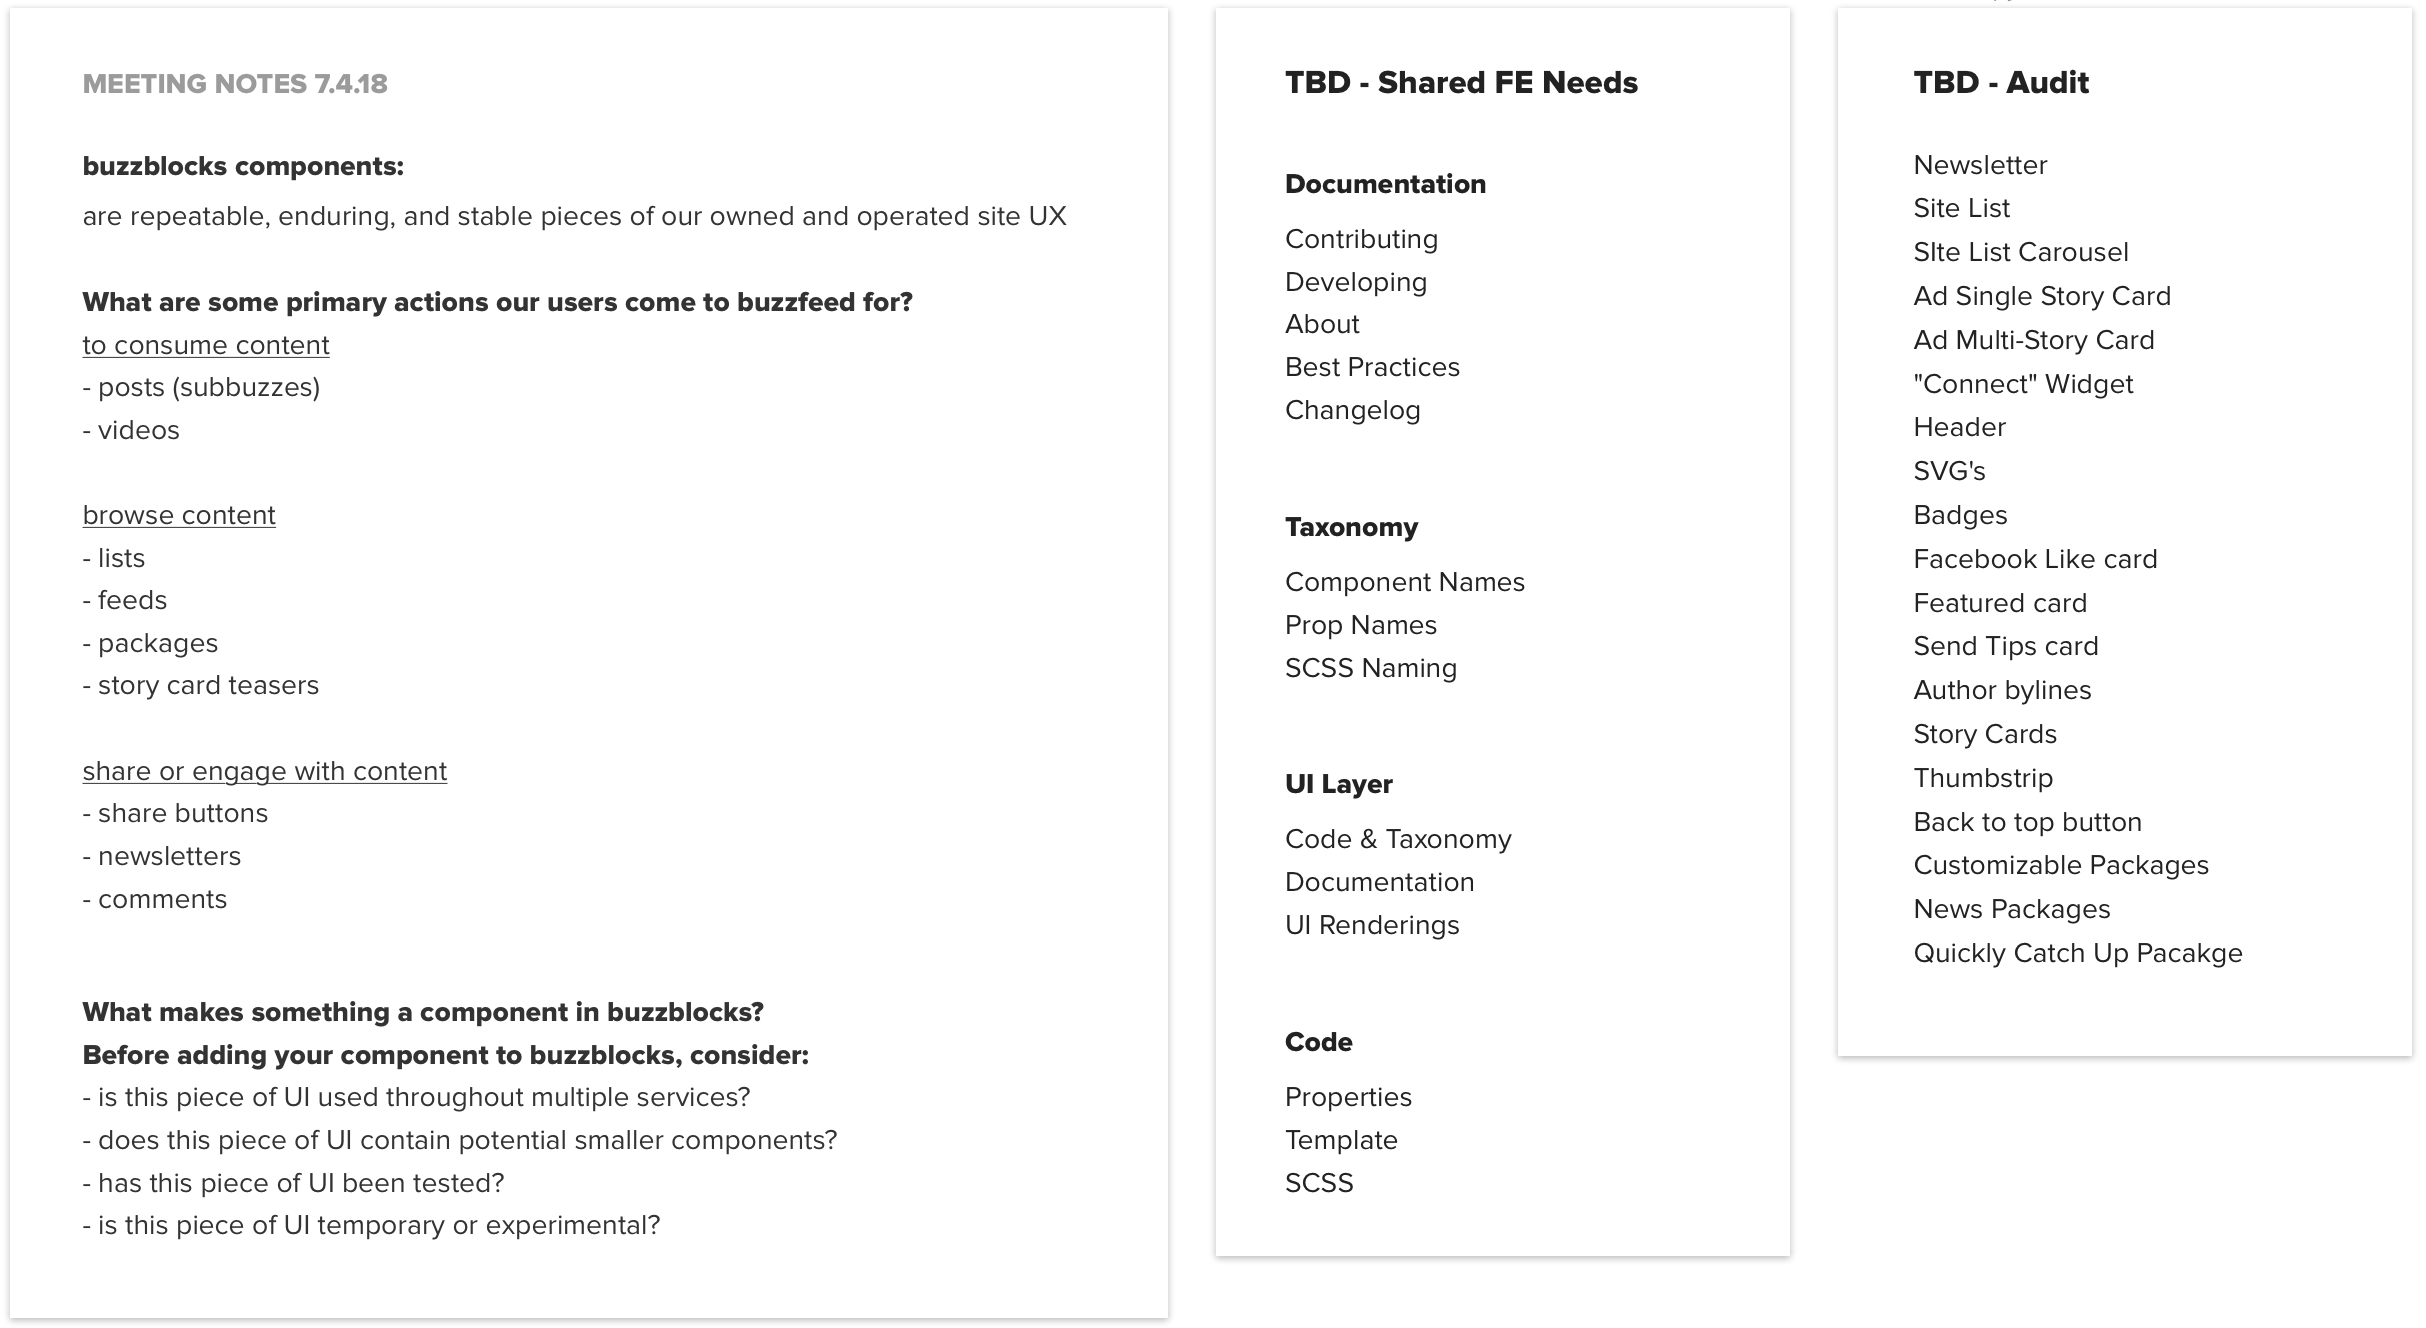 MEETING NOTES 7.4.18
buzzblocks components:
are repeatable, enduring, and stable pieces of our owned and operated site UX
What are some primary actions our users come to buzzfeed for?
to consume content
- posts (subbuzzes)
- videos
browse content
- lists
- feeds
- packages
- story card teasers
share or engage with content
- share buttons
- newsletters
- comments
What makes something a component in buzzblocks?
Before adding your component to buzzblocks, consider:
- is this piece of UI used throughout multiple services?
- does this piece of UI contain potential smaller components?
- has this piece of UI been tested?
- is this piece of UI temporary or experimental?
TBD - Shared FE Needs
Documentation
Contributing
Developing
About
Best Practices
Changelog
Taxonomy
Component Names
Prop Names
SCSS Naming
UI Layer
Code & Taxonomy
Documentation
UI Renderings
Code
Properties
Template
SCSS
TBD - Audit
Newsletter
Site List
SIte List Carousel
Ad Single Story Card
Ad Multi-Story Card
"Connect" Widget
Header
SVG's
Badges
Facebook Like card
Featured card
Send Tips card
Author bylines
Story Cards
Thumbstrip
Back to top button
Customizable Packages
News Packages
Quickly Catch Up Pacakge